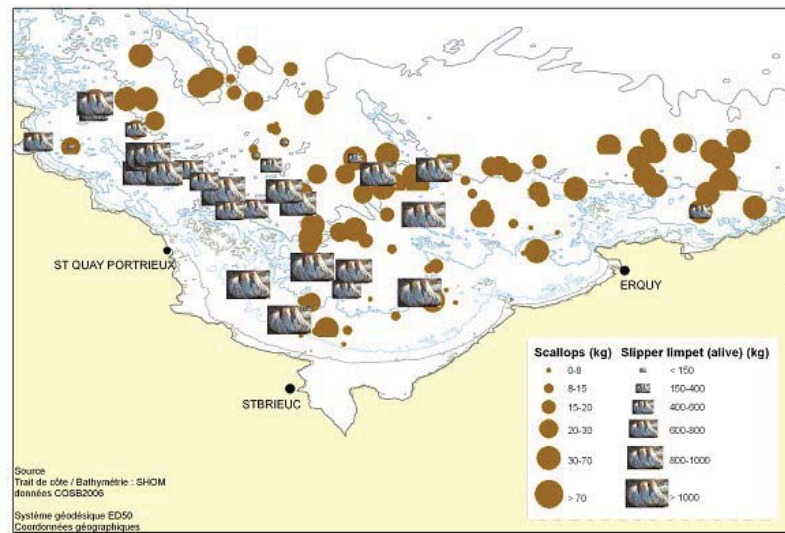 ST QUAY PORTRIEUX
ERQUY
STBRIEUC
Scallops (kg) Slipper limpet (alive) (kg)
0-8 < 150
8-15 150-400
15-20 400-600
20-30 600-800
30-70 800-1000
> 70 > 1000
Source
Trait de côte / Bathymétrie : SHOM
données COSB2006
Système géodésique ED50
Coordonnées géographiques